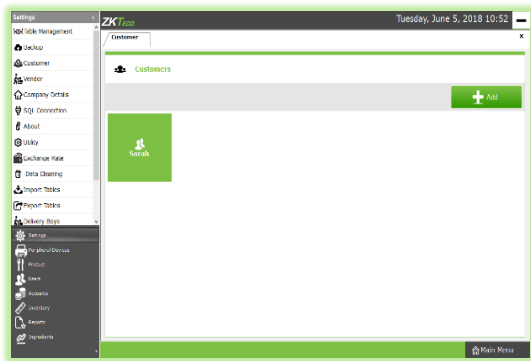 Settings
ZKTeco
Tuesday, June 5, 2018 10:52
Table Management
Backup
Customer
Vendor
Company Details
SQL Connection
About
Utility
Exchange Rate
Data Cleaning
Import Tables
Export Tables
Delivery Boys
Settings
Peripheral Devices
Product
Users
Accounts
Inventory
Reports
Ingredients
Customer
x
Customers
Add
Sarah
Main Menu